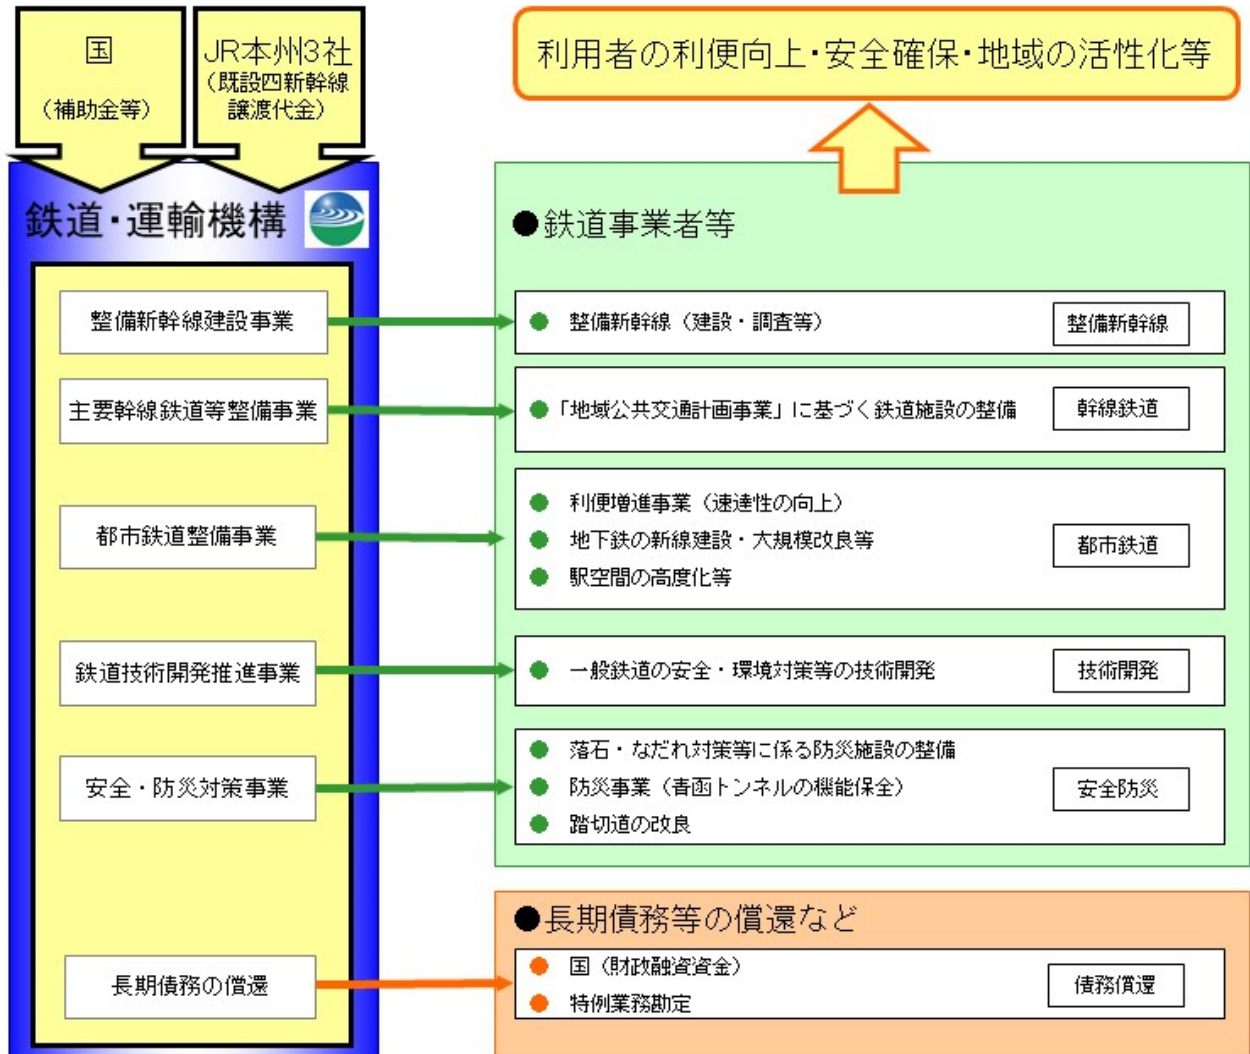 国
（補助金等）
JR本州3社
（既設四新幹線
譲渡代金）
利用者の利便向上・安全確保・地域の活性化等
鉄道・運輸機構
●鉄道事業者等
整備新幹線建設事業
● 整備新幹線（建設・調査等）
整備新幹線
主要幹線鉄道等整備事業
● 「地域公共交通計画事業」に基づく鉄道施設の整備
幹線鉄道
都市鉄道整備事業
● 利便増進事業（速達性の向上）
● 地下鉄の新線建設・大規模改良等
● 駅空間の高度化等
都市鉄道
鉄道技術開発推進事業
● 一般鉄道の安全・環境対策等の技術開発
技術開発
安全・防災対策事業
● 落石・なだれ対策等に係る防災施設の整備
● 防災事業（青函トンネルの機能保全）
● 踏切道の改良
安全防災
●長期債務等の償還など
長期債務の償還
● 国（財政融資資金）
● 特例業務勘定
債務償還